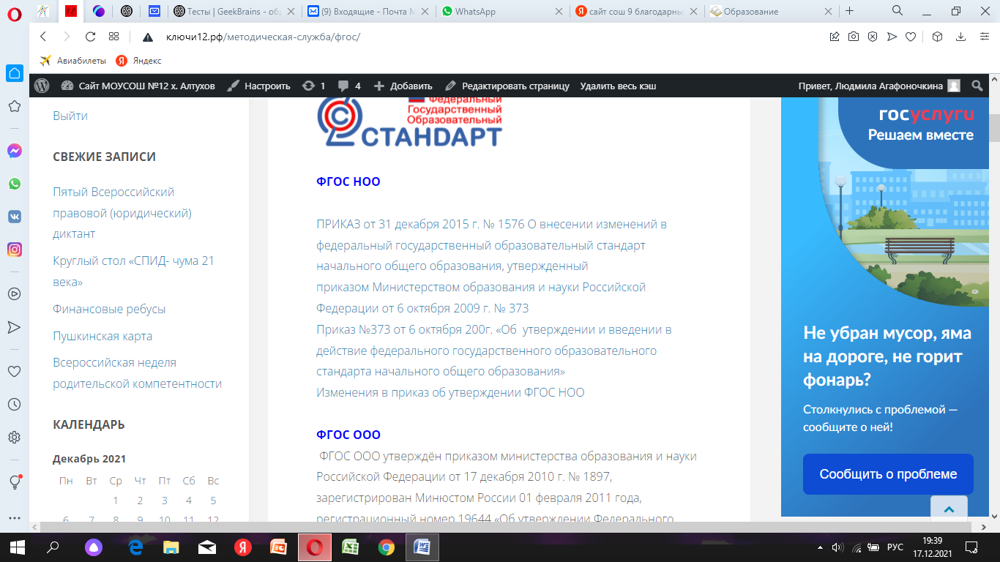 Тесты | GeekBrains - об
(9) Входящие - Почта М
WhatsApp
сайт сош 9 благодарны
Образование
ключи12.рф/методическая-служба/фгос/
Авиабилеты
Яндекс
Сайт МОУСОШ №12 х. Алтухов
Настроить
1
4
Добавить
Редактировать страницу
Удалить весь кэш
Привет, Людмила Агафоночкина
Выйти
СВЕЖИЕ ЗАПИСИ
Пятый Всероссийский
правовой (юридический)
диктант
Круглый стол «СПИД- чума 21
века»
Финансовые ребусы
Пушкинская карта
Всероссийская неделя
родительской компетентности
КАЛЕНДАРЬ
Декабрь 2021
Пн Вт Ср Чт Пт Сб Вс
1 2 3 4 5
6 7 8 9 10 11 12
Федеральный
Государственный
Образовательный
СТАНДАРТ
ФГОС НОО
ПРИКАЗ от 31 декабря 2015 г. № 1576 О внесении изменений в
федеральный государственный образовательный стандарт
начального общего образования, утвержденный
приказом Министерством образования и науки Российской
Федерации от 6 октября 2009 г. № 373
Приказ №373 от 6 октября 200г. «Об  утверждении и введении в
действие федерального государственного образовательного
стандарта начального общего образования»
Изменения в приказ об утверждении ФГОС НОО
ФГОС ООО
ФГОС ООО утверждён приказом министерства образования и науки
Российской Федерации от 17 декабря 2010 г. № 1897,
зарегистрирован Минюстом России 01 февраля 2011 года,
регистрационный номер 19644 «Об утверждении Федерального
госуслуги
Решаем вместе
Не убран мусор, яма
на дороге, не горит
фонарь?
Столкнулись с проблемой —
сообщите о ней!
Сообщить о проблеме
РУС
19:39
17.12.2021